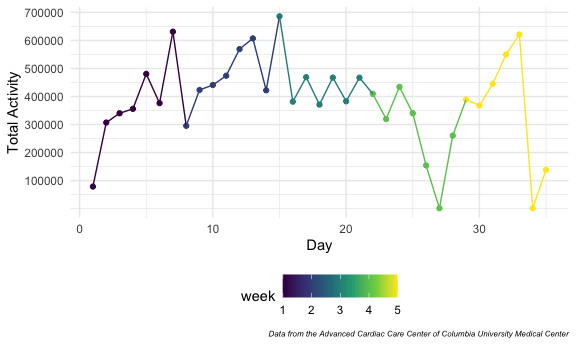 Total Activity
700000
600000
500000
400000
300000
200000
100000
0 10 20 30
Day
week
1 2 3 4 5
Data from the Advanced Cardiac Care Center of Columbia University Medical Center